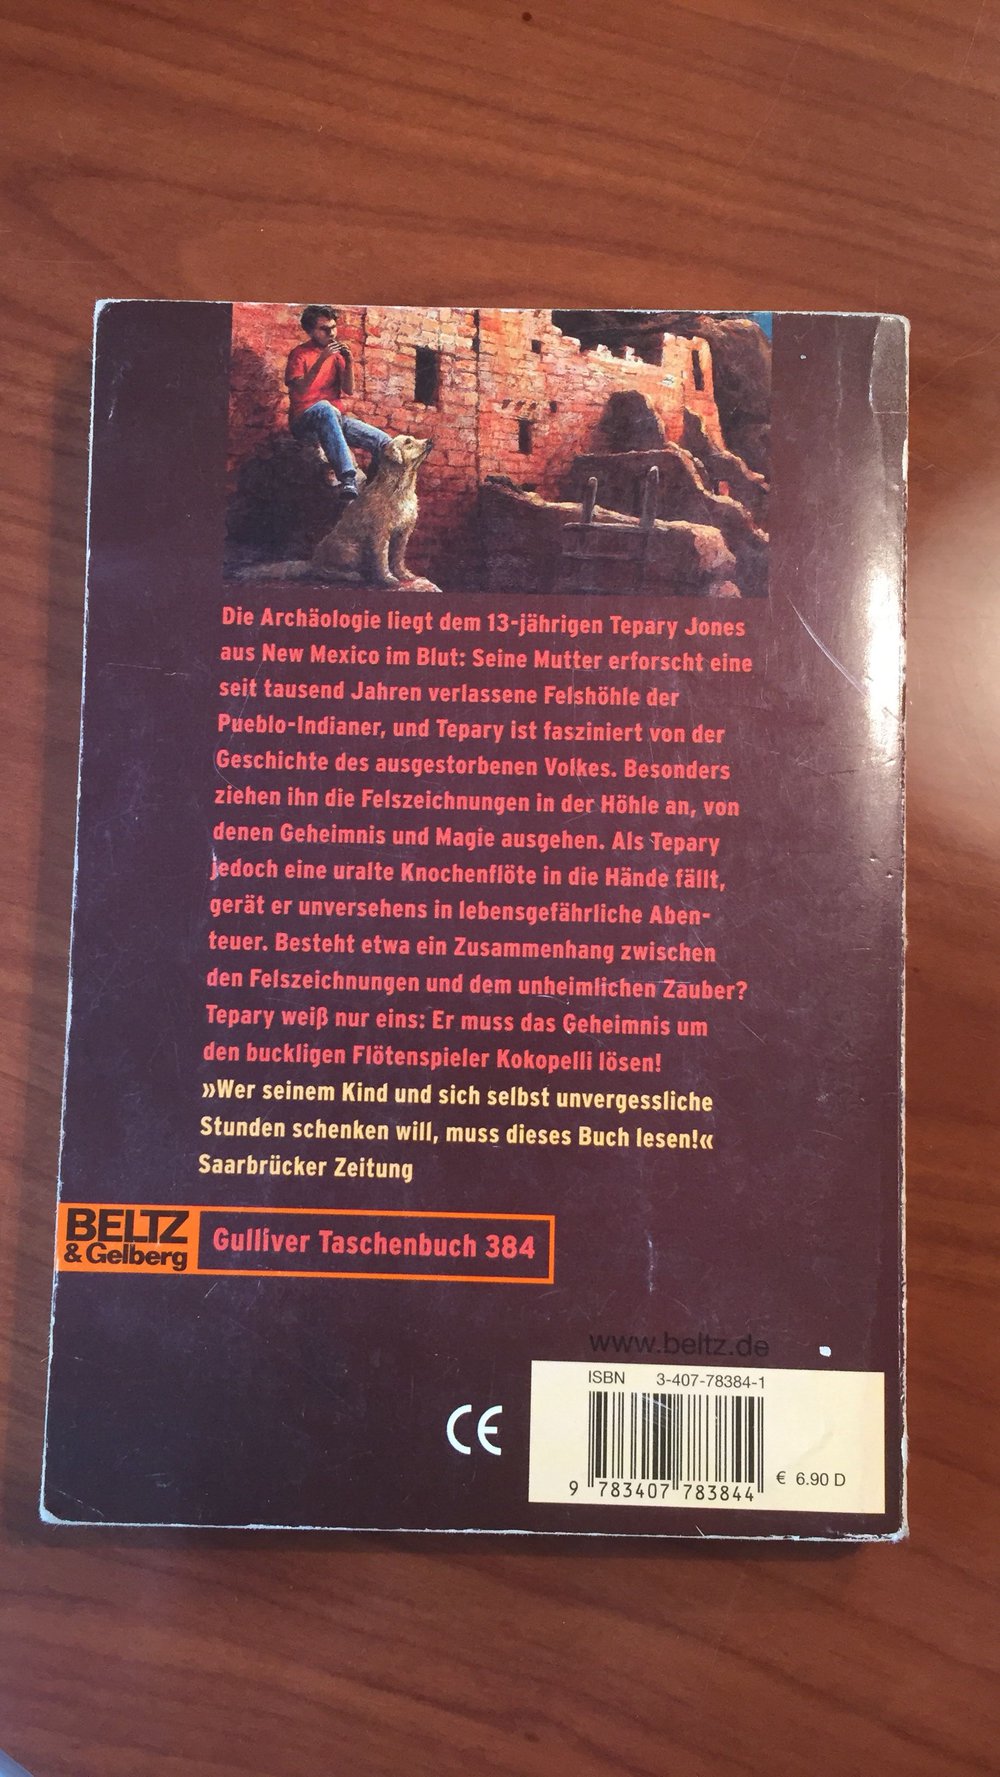 Die Archäologie liegt dem 13-jährigen Tepary Jones
aus New Mexico im Blut: Seine Mutter erforscht eine
seit tausend Jahren verlassene Felshöhle der
Pueblo-Indianer, und Tepary ist fasziniert von der
Geschichte des ausgestorbenen Volkes. Besonders
ziehen ihn die Felszeichnungen in der Höhle an, von
denen Geheimnis und Magie ausgehen. Als Tepary
jedoch eine uralte Knochenflöte in die Hände fällt,
gerät er unversehens in lebensgefährliche Aben-
teuer. Besteht etwa ein Zusammenhang zwischen
den Felszeichnungen und dem unheimlichen Zauber?
Tepary weiß nur eins: Er muss das Geheimnis um
den buckligen Flötenspieler Kokopelli lösen!
»Wer seinem Kind und sich selbst unvergessliche
Stunden schenken will, muss dieses Buch lesen!«
Saarbrücker Zeitung
BELTZ
& Gelberg
Gulliver Taschenbuch 384
www.beltz.de
ISBN 3-407-78384-1
CE
€ 6.90 D
9 783407 783844